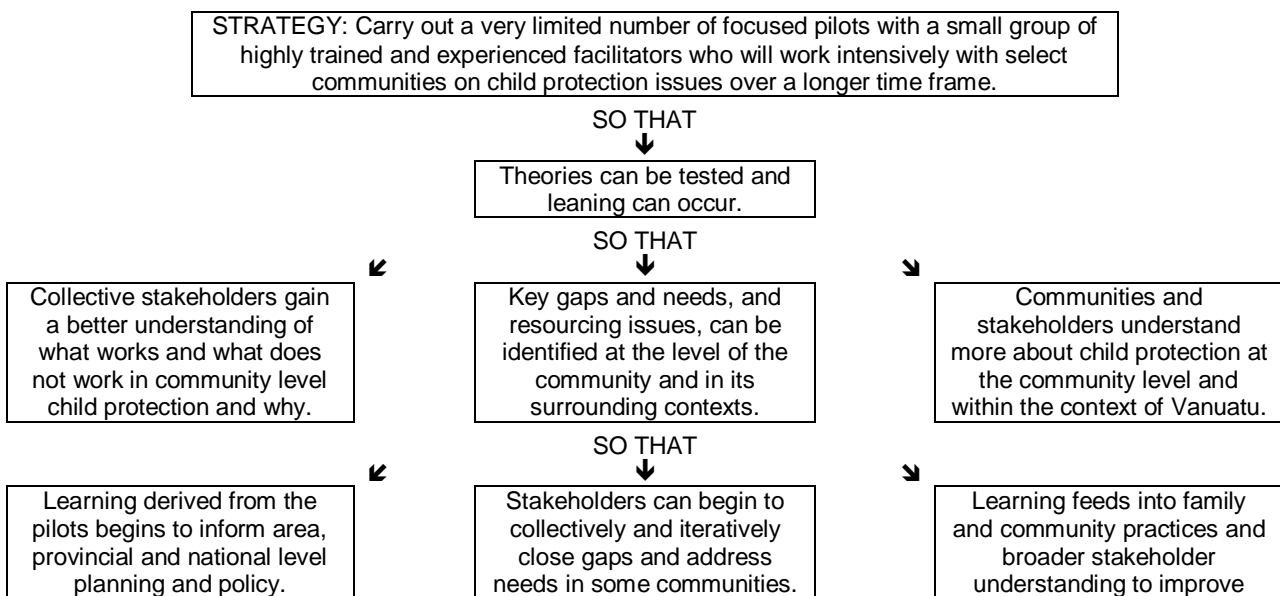 STRATEGY: Carry out a very limited number of focused pilots with a small group of
highly trained and experienced facilitators who will work intensively with select
communities on child protection issues over a longer time frame.
SO THAT
Theories can be tested and
leaning can occur.
SO THAT
Collective stakeholders gain
a better understanding of
what works and what does
not work in community level
child protection and why.
Key gaps and needs, and
resourcing issues, can be
identified at the level of the
community and in its
surrounding contexts.
Communities and
stakeholders understand
more about child protection at
the community level and
within the context of Vanuatu.
SO THAT
Learning derived from the
pilots begins to inform area,
provincial and national level
planning and policy.
Stakeholders can begin to
collectively and iteratively
close gaps and address
needs in some communities.
Learning feeds into family
and community practices and
broader stakeholder
understanding to improve